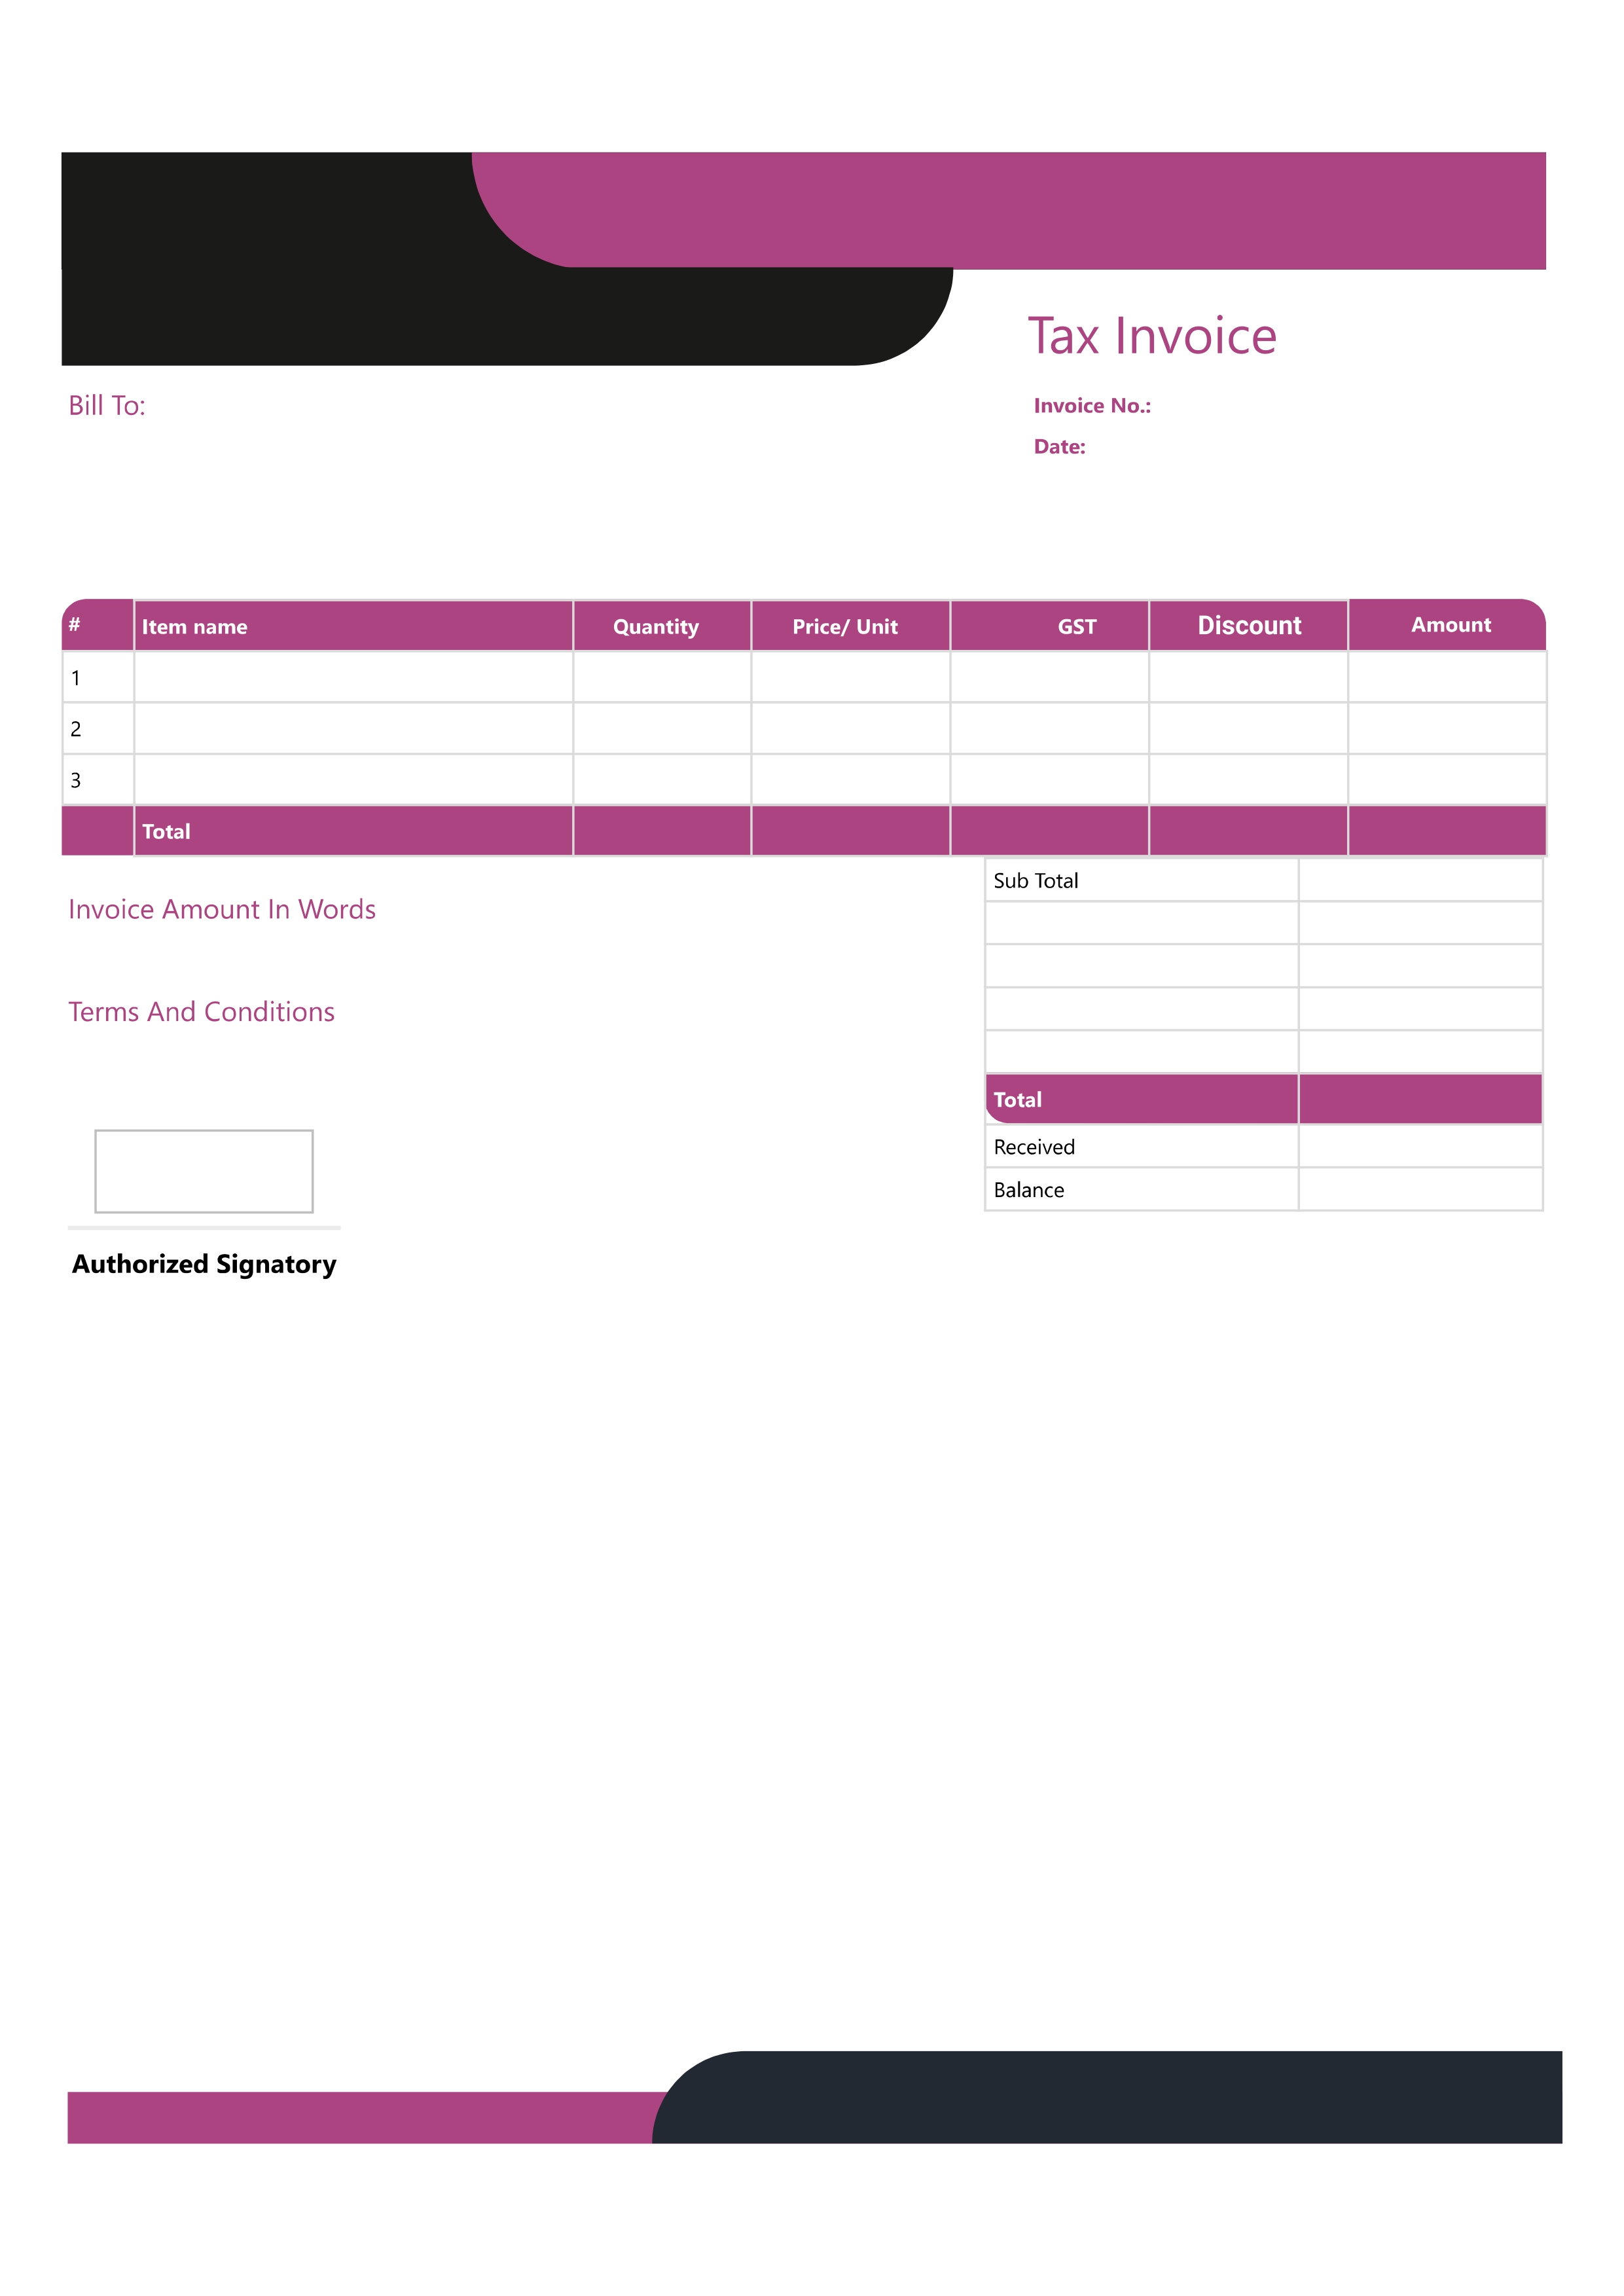 Tax Invoice
Bill To:
Invoice No.:
Date:
# Item name Quantity Price/ Unit GST Discount Amount
1
2
3
Total
Sub Total
Invoice Amount In Words
Terms And Conditions
Total
Received
Balance
Authorized Signatory